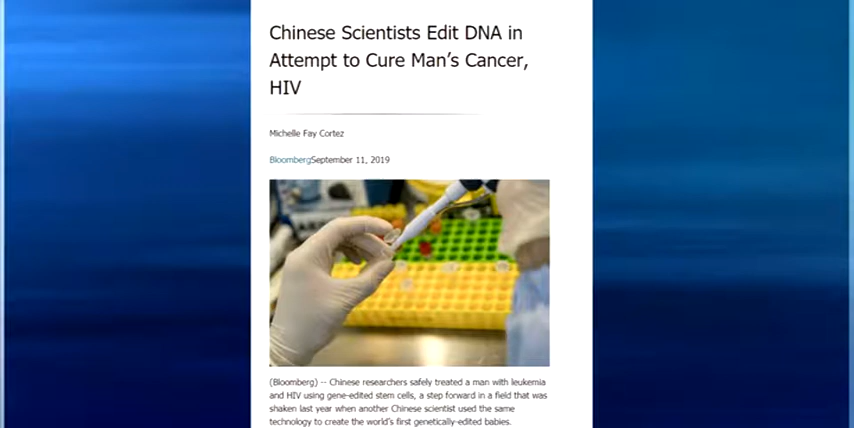 Chinese Scientists Edit DNA in
Attempt to Cure Man's Cancer,
HIV
Michelle Fay Cortez
BloombergSeptember 11, 2019
(Bloomberg) -- Chinese researchers safely treated a man with leukemia
and HIV using gene-edited stem cells, a step forward in a field that was
shaken last year when another Chinese scientist used the same
technology to create the world's first genetically-edited babies.